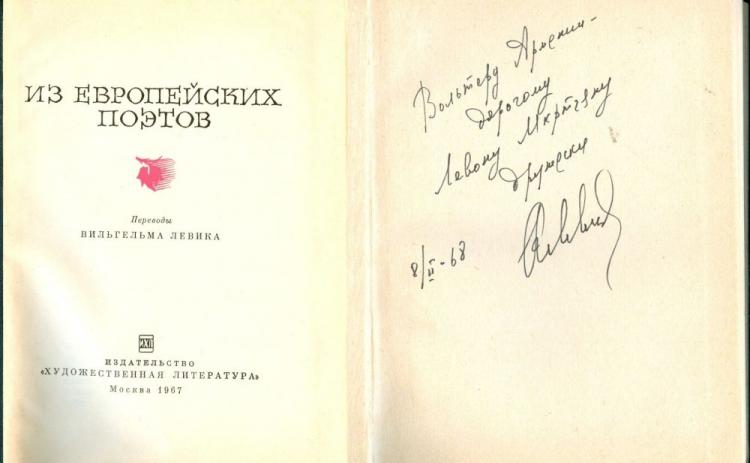 ИЗ ЕВРОПЕЙСКИХ
ПОЭТОВ
Переводы
ВИЛЬГЕЛЬМА ЛЕВИКА
ИЗДАТЕЛЬСТВО
«ХУДОЖЕСТВЕННАЯ ЛИТЕРАТУРА»
Москва 1967
Вольтеру Армении -
дорогому
Левону Мкртчяну
дружески
8/II-68